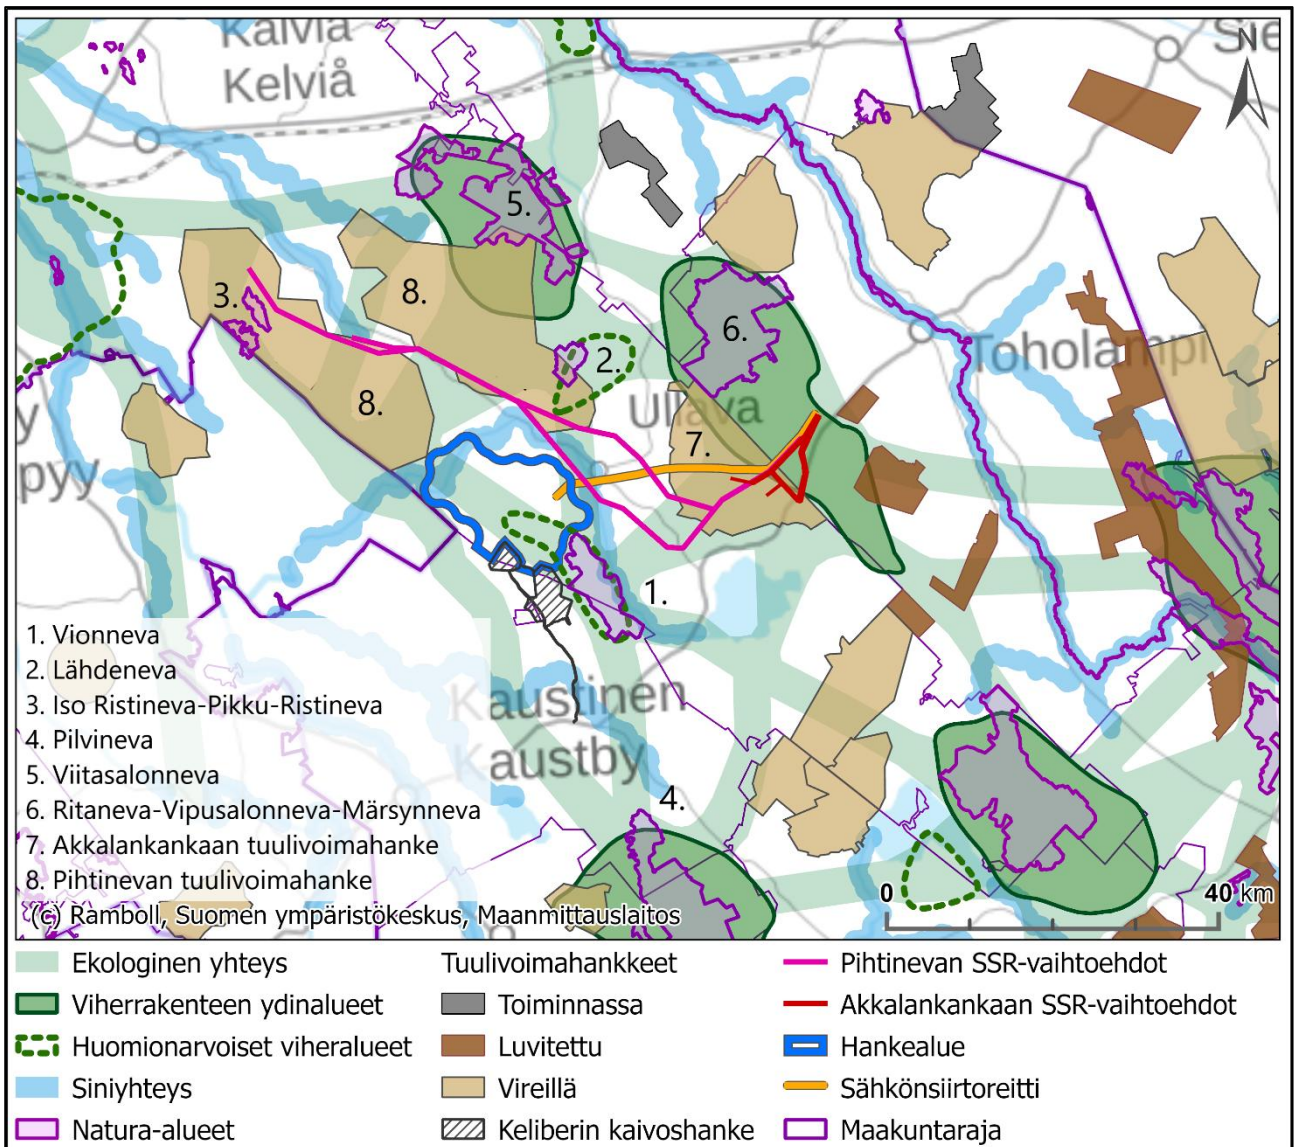 Kälviä
Kelviå
Sie
N
5.
3.
8.
6.
2.
Toholampi
Ullava
8.
7.
y
pyy
1.
1. Vionneva
2. Lähdeneva
3. Iso Ristineva-Pikku-Ristineva
4. Pilvineva
5. Viitasalonneva
6. Ritaneva-Vipusalonneva-Märsynneva
7. Akkalankankaan tuulivoimahanke
8. Pihtinevan tuulivoimahanke
(c) Ramboll, Suomen ympäristökeskus, Maanmittauslaitos
Kaustinen
Kaustby
4.
0 40 km
Ekologinen yhteys
Viherrakenteen ydinalueet
Huomionarvoiset viheralueet
Siniyhteys
Natura-alueet
Tuulivoimahankkeet
Toiminnassa
Luvitettu
Vireillä
Keliberin kaivoshanke
Pihtinevan SSR-vaihtoehdot
Akkalankankaan SSR-vaihtoehdot
Hankealue
Sähkönsiirtoreitti
Maakuntaraja